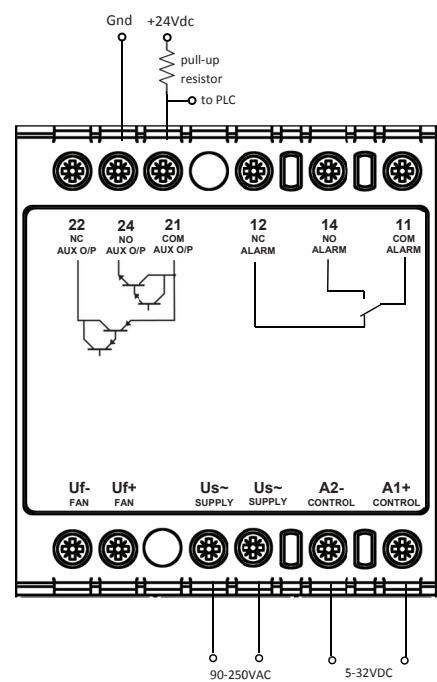 Gnd +24Vdc
pull-up
resistor
to PLC
22 24 21 12 14 11
NC NO COM NC NO COM
AUX O/P AUX O/P AUX O/P ALARM ALARM ALARM
Uf- Uf+ Us~ Us~ A2- A1+
FAN FAN SUPPLY SUPPLY CONTROL CONTROL
90-250VAC 5-32VDC